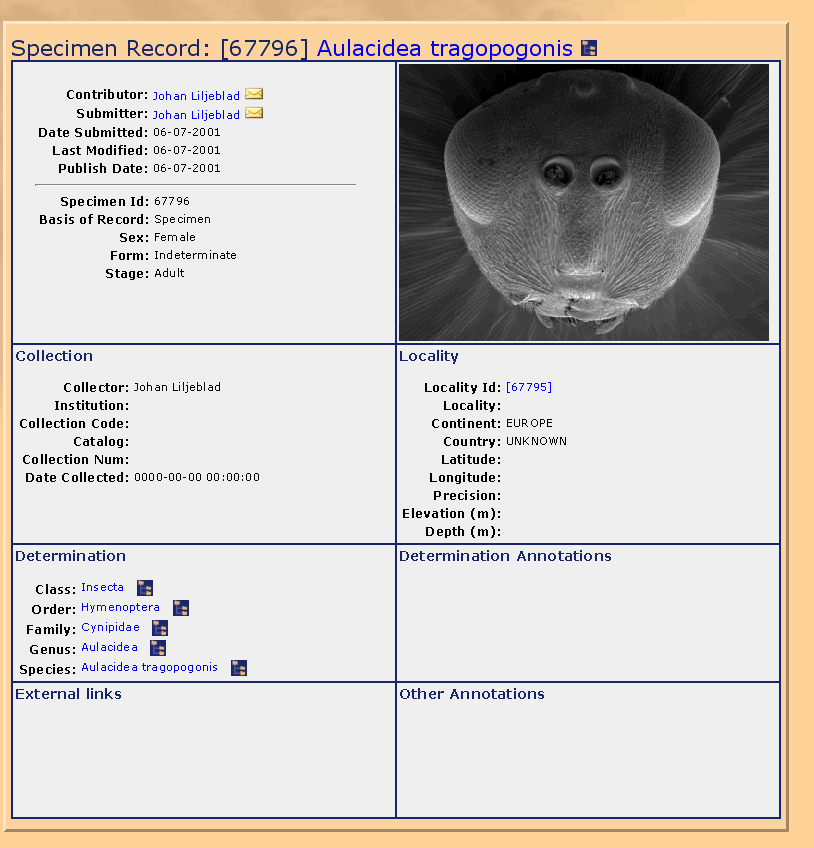 Specimen Record: [67796] Aulacidea tragopogonis
Contributor: Johan Liljeblad
Submitter: Johan Liljeblad
Date Submitted: 06-07-2001
Last Modified: 06-07-2001
Publish Date: 06-07-2001
Specimen Id: 67796
Basis of Record: Specimen
Sex: Female
Form: Indeterminate
Stage: Adult
Collection
Collector: Johan Liljeblad
Institution:
Collection Code:
Catalog:
Collection Num:
Date Collected: 0000-00-00 00:00:00
Locality
Locality Id: [67795]
Locality:
Continent: EUROPE
Country: UNKNOWN
Latitude:
Longitude:
Precision:
Elevation (m):
Depth (m):
Determination
Class: Insecta
Order: Hymenoptera
Family: Cynipidae
Genus: Aulacidea
Species: Aulacidea tragopogonis
Determination Annotations
External links
Other Annotations